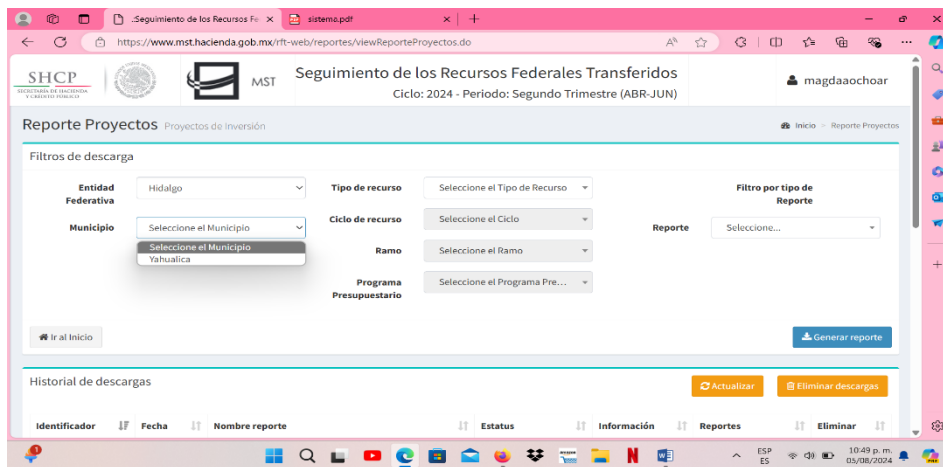 .:Seguimiento de los Recursos Fe
sistema.pdf
https://www.mst.hacienda.gob.mx/rft-web/reportes/viewReporteProyectos.do
SHCP
SECRETARÍA DE HACIENDA
Y CRÉDITO PÚBLICO
MST
Seguimiento de los Recursos Federales Transferidos
Ciclo: 2024 - Periodo: Segundo Trimestre (ABR-JUN)
magdaaochoar
Reporte Proyectos Proyectos de inversión
Inicio > Reporte Proyectos
Filtros de descarga
Entidad
Federativa
Hidalgo
Tipo de recurso
Seleccione el Tipo de Recurso
Filtro por tipo de
Reporte
Municipio
Seleccione el Municipio
Seleccione el Municipio
Yahualica
Ciclo de recurso
Seleccione el Ciclo
Reporte
Seleccione...
Ramo
Seleccione el Ramo
Programa
Presupuestario
Seleccione el Programa Pre...
Ir al Inicio
Generar reporte
Historial de descargas
Actualizar
Eliminar descargas
Identificador Fecha Nombre reporte Estatus Información Reportes Eliminar
ESP
ES
10:49 p. m.
05/08/2024